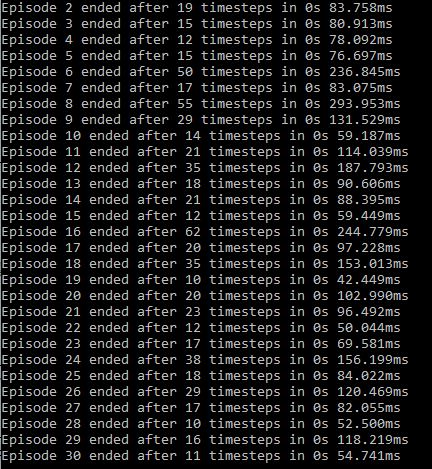 Episode 2 ended after 19 timesteps in 0s 83.758ms
Episode 3 ended after 15 timesteps in 0s 80.913ms
Episode 4 ended after 12 timesteps in 0s 78.092ms
Episode 5 ended after 15 timesteps in 0s 76.697ms
Episode 6 ended after 50 timesteps in 0s 236.845ms
Episode 7 ended after 17 timesteps in 0s 83.075ms
Episode 8 ended after 55 timesteps in 0s 293.953ms
Episode 9 ended after 29 timesteps in 0s 131.529ms
Episode 10 ended after 14 timesteps in 0s 59.187ms
Episode 11 ended after 21 timesteps in 0s 114.039ms
Episode 12 ended after 35 timesteps in 0s 187.793ms
Episode 13 ended after 18 timesteps in 0s 90.606ms
Episode 14 ended after 21 timesteps in 0s 88.395ms
Episode 15 ended after 12 timesteps in 0s 59.449ms
Episode 16 ended after 62 timesteps in 0s 244.779ms
Episode 17 ended after 20 timesteps in 0s 97.228ms
Episode 18 ended after 35 timesteps in 0s 153.013ms
Episode 19 ended after 10 timesteps in 0s 42.449ms
Episode 20 ended after 20 timesteps in 0s 102.990ms
Episode 21 ended after 23 timesteps in 0s 96.492ms
Episode 22 ended after 12 timesteps in 0s 50.044ms
Episode 23 ended after 17 timesteps in 0s 69.581ms
Episode 24 ended after 38 timesteps in 0s 156.199ms
Episode 25 ended after 18 timesteps in 0s 84.022ms
Episode 26 ended after 29 timesteps in 0s 120.469ms
Episode 27 ended after 17 timesteps in 0s 82.055ms
Episode 28 ended after 10 timesteps in 0s 52.500ms
Episode 29 ended after 16 timesteps in 0s 118.219ms
Episode 30 ended after 11 timesteps in 0s 54.741ms